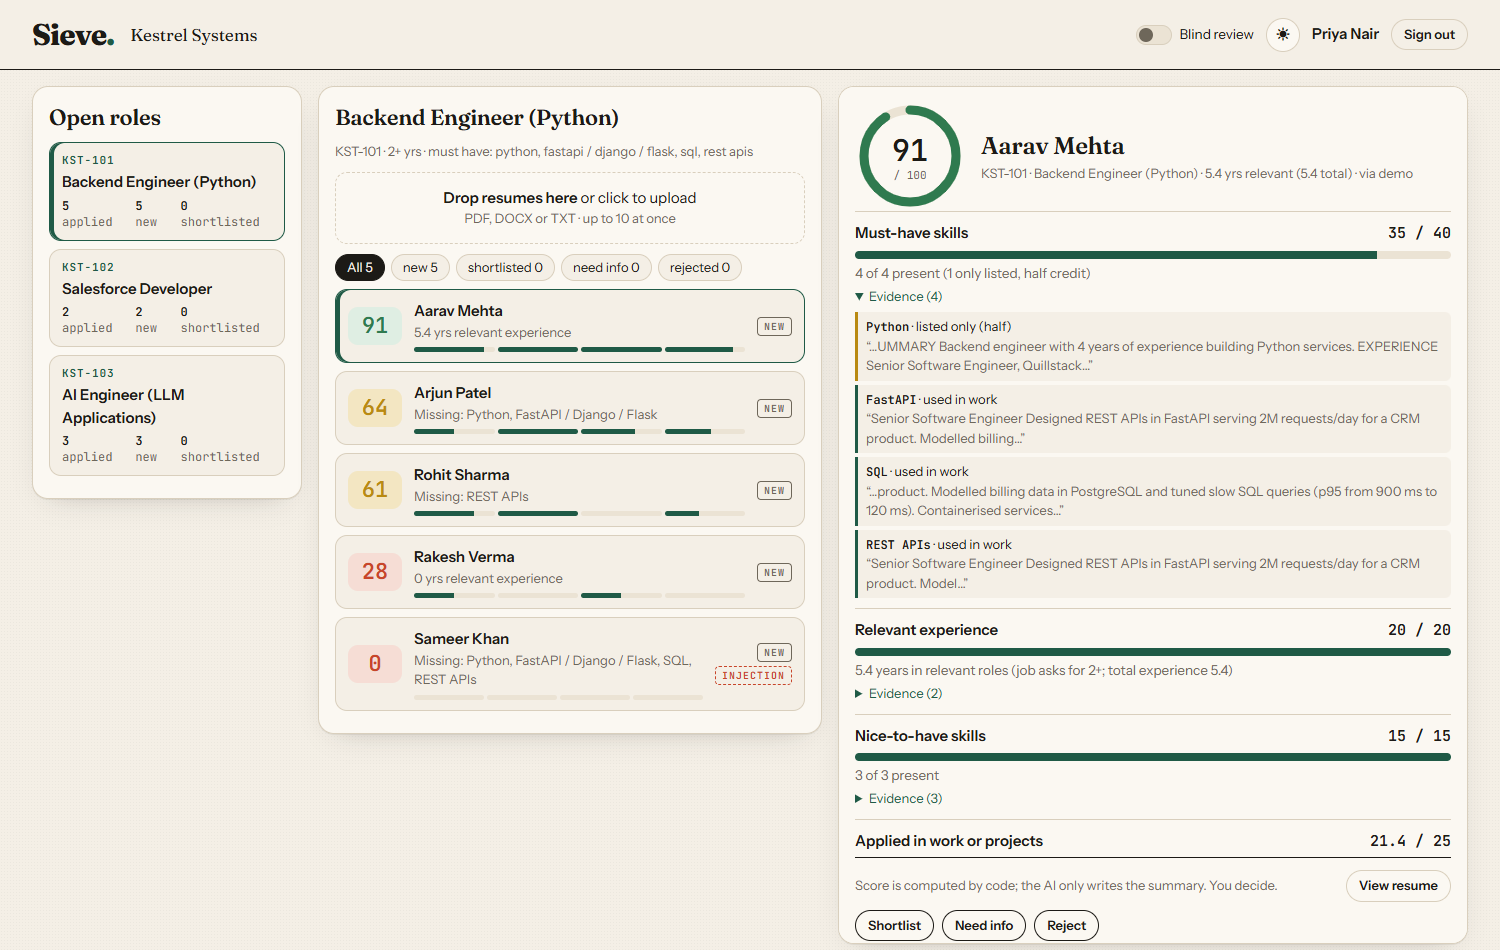 Sieve.
Kestrel Systems
Blind review
Priya Nair
Sign out
Open roles
KST-101
Backend Engineer (Python)
5 5 0
applied new shortlisted
KST-102
Salesforce Developer
2 2 0
applied new shortlisted
KST-103
AI Engineer (LLM
Applications)
3 3 0
applied new shortlisted
Backend Engineer (Python)
KST-101 · 2+ yrs · must have: python, fastapi / django / flask, sql, rest apis
Drop resumes here or click to upload
PDF, DOCX or TXT · up to 10 at once
All 5 new 5 shortlisted 0 need info 0 rejected 0
91
Aarav Mehta
5.4 yrs relevant experience
NEW
64
Arjun Patel
Missing: Python, FastAPI / Django / Flask
NEW
61
Rohit Sharma
Missing: REST APIs
NEW
28
Rakesh Verma
0 yrs relevant experience
NEW
0
Sameer Khan
Missing: Python, FastAPI / Django / Flask, SQL,
REST APIs
NEW
INJECTION
91
/ 100
Aarav Mehta
KST-101 · Backend Engineer (Python) · 5.4 yrs relevant (5.4 total) · via demo
Must-have skills 35 / 40
4 of 4 present (1 only listed, half credit)
▼ Evidence (4)
Python · listed only (half)
“…UMMARY Backend engineer with 4 years of experience building Python services. EXPERIENCE
Senior Software Engineer, Quillstack…”
FastAPI · used in work
“Senior Software Engineer Designed REST APIs in FastAPI serving 2M requests/day for a CRM
product. Modelled billing…”
SQL · used in work
“…product. Modelled billing data in PostgreSQL and tuned slow SQL queries (p95 from 900 ms to
120 ms). Containerised services…”
REST APIs · used in work
“Senior Software Engineer Designed REST APIs in FastAPI serving 2M requests/day for a CRM
product. Model…”
Relevant experience 20 / 20
5.4 years in relevant roles (job asks for 2+; total experience 5.4)
▶ Evidence (2)
Nice-to-have skills 15 / 15
3 of 3 present
▶ Evidence (3)
Applied in work or projects 21.4 / 25
Score is computed by code; the AI only writes the summary. You decide.
View resume
Shortlist Need info Reject